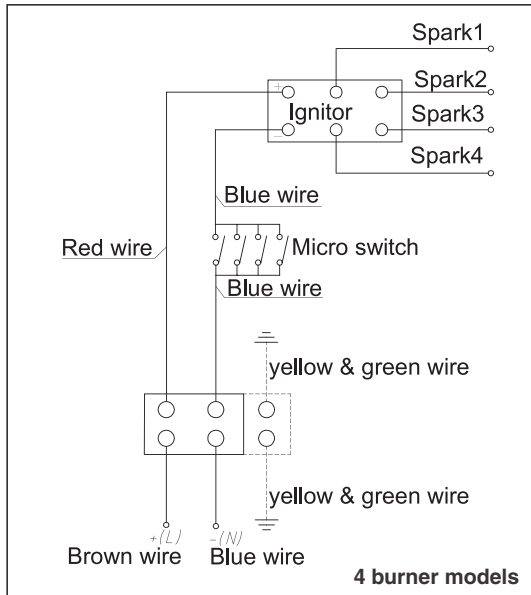 Spark1
+
Spark2
Ignitor
Spark3
−
Spark4
Blue wire
Red wire
Micro switch
Blue wire
yellow & green wire
yellow & green wire
+(L)
-(N)
Brown wire
Blue wire
4 burner models